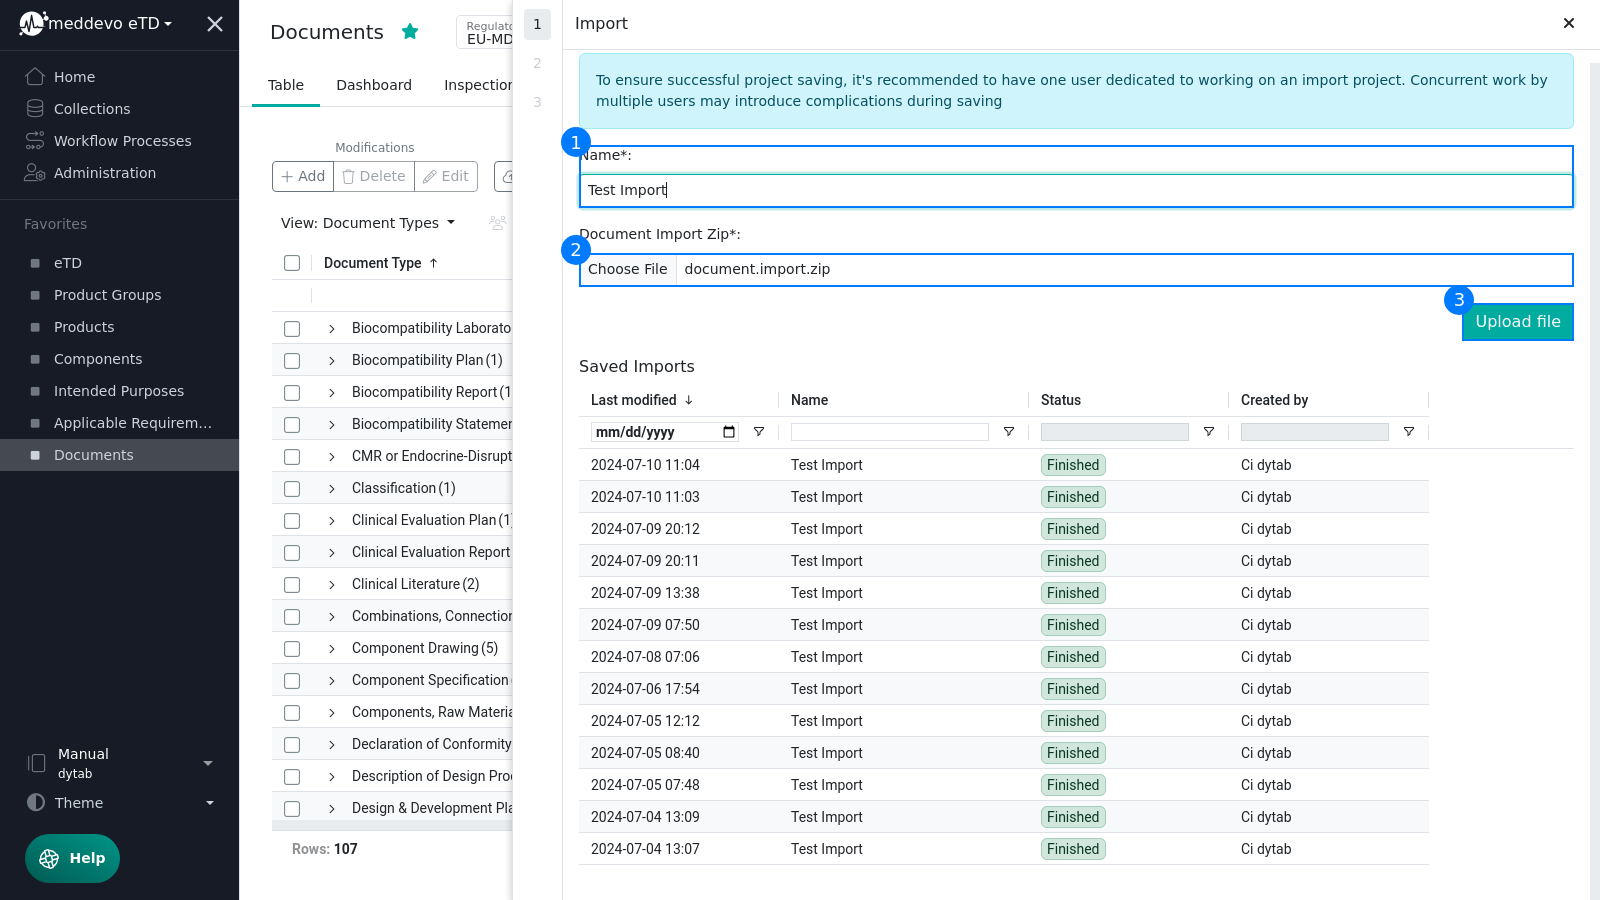 meddevo eTD
Home
Collections
Workflow Processes
Administration
Favorites
eTD
Product Groups
Products
Components
Intended Purposes
Applicable Requirem...
Documents
Manual
dytab
Theme
Help
Documents
Regulato
EU-MD
Table
Dashboard
Inspection
Modifications
Add
Delete
Edit
View: Document Types
Document Type
Biocompatibility Laborato
Biocompatibility Plan (1)
Biocompatibility Report (1
Biocompatibility Statemen
CMR or Endocrine-Disrupt
Classification (1)
Clinical Evaluation Plan (1)
Clinical Evaluation Report
Clinical Literature (2)
Combinations, Connection
Component Drawing (5)
Component Specification
Components, Raw Materia
Declaration of Conformity
Description of Design Proc
Design & Development Pla
Rows: 107
1
2
3
Import
To ensure successful project saving, it's recommended to have one user dedicated to working on an import project. Concurrent work by
multiple users may introduce complications during saving
1
Name*:
Test Import
Document Import Zip*:
2
Choose File document.import.zip
3
Upload file
Saved Imports
Last modified Name Status Created by
mm/dd/yyyy
2024-07-10 11:04 Test Import Finished Ci dytab
2024-07-10 11:03 Test Import Finished Ci dytab
2024-07-09 20:12 Test Import Finished Ci dytab
2024-07-09 20:11 Test Import Finished Ci dytab
2024-07-09 13:38 Test Import Finished Ci dytab
2024-07-09 07:50 Test Import Finished Ci dytab
2024-07-08 07:06 Test Import Finished Ci dytab
2024-07-06 17:54 Test Import Finished Ci dytab
2024-07-05 12:12 Test Import Finished Ci dytab
2024-07-05 08:40 Test Import Finished Ci dytab
2024-07-05 07:48 Test Import Finished Ci dytab
2024-07-04 13:09 Test Import Finished Ci dytab
2024-07-04 13:07 Test Import Finished Ci dytab